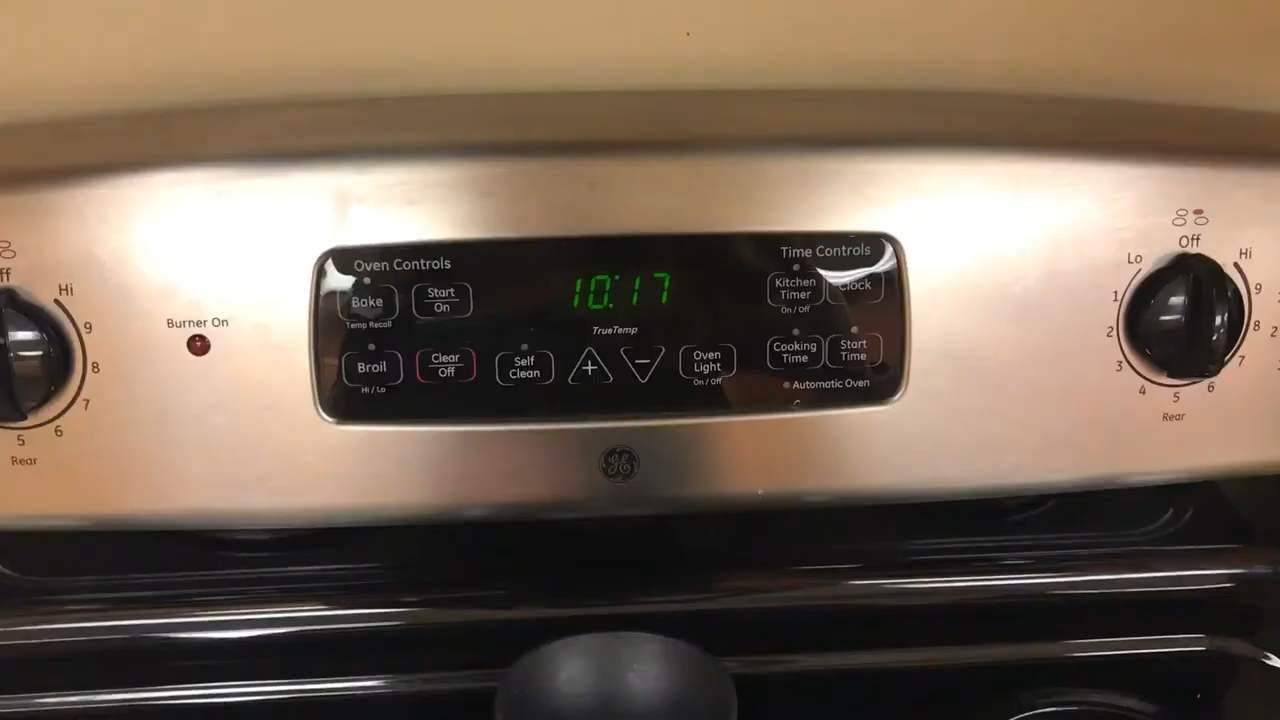 Oven Controls
Bake
Temp Recall
Start
On
Broil
Hi / Lo
Clear
Off
Self
Clean
10:17
TrueTemp
+
−
Oven
Light
On / Off
Time Controls
Kitchen
Timer
On / Off
Clock
Cooking
Time
Start
Time
Automatic Oven
GE
Burner On
Hi
9
8
7
6
5
Rear
Off
Lo
Hi
1
2
3
4
5
6
7
8
9
Rear
2